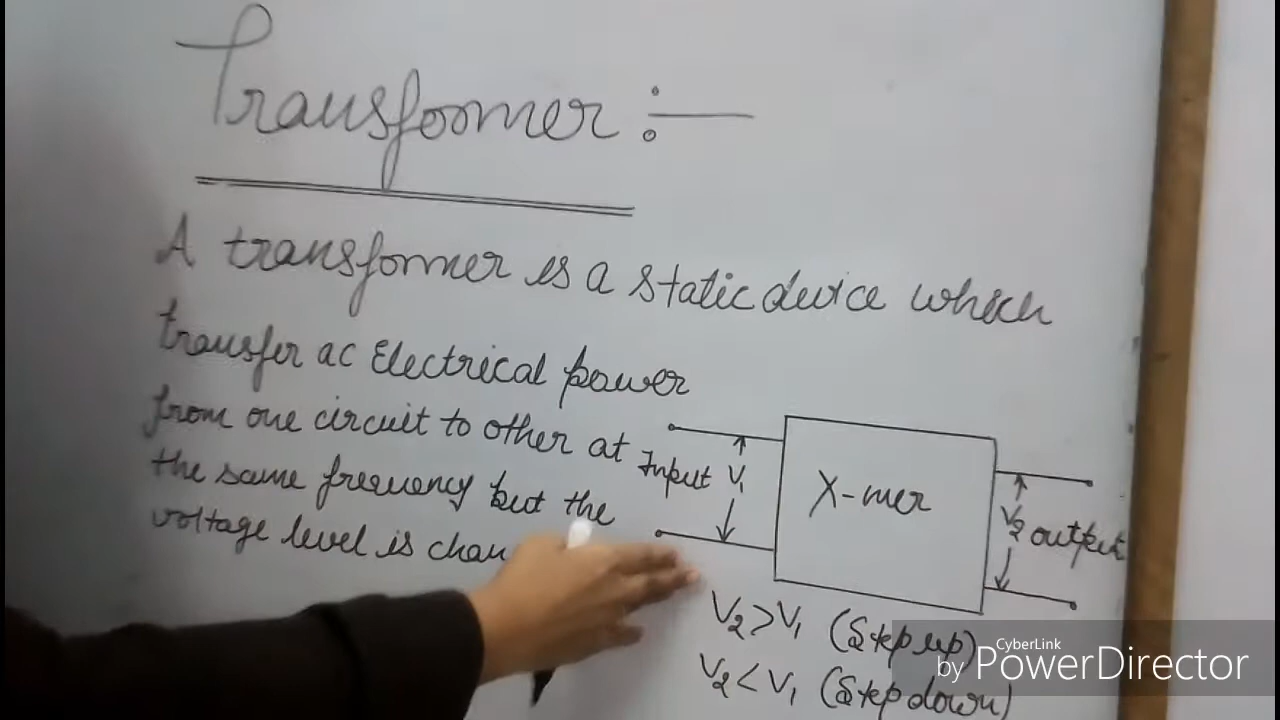 Transformer :—
A transformer is a static device which
transfer ac Electrical power
from one circuit to other at
the same frequency but the
voltage level is
Input V₁
X-mer
V₂ output
V₂ > V₁ (Step up)
V₂ < V₁ (Step down)
CyberLink
by PowerDirector